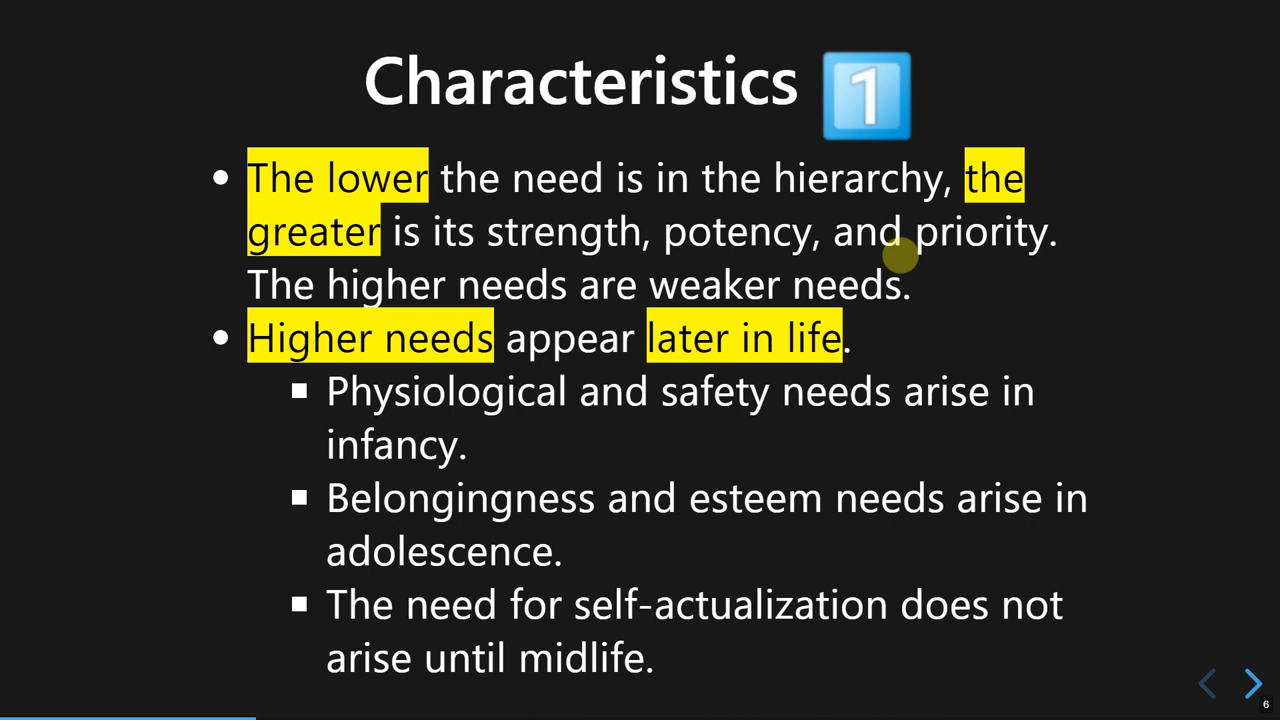 Characteristics 1
• The lower the need is in the hierarchy, the
greater is its strength, potency, and priority.
The higher needs are weaker needs.
• Higher needs appear later in life.
▪ Physiological and safety needs arise in
infancy.
▪ Belongingness and esteem needs arise in
adolescence.
▪ The need for self-actualization does not
arise until midlife.
6